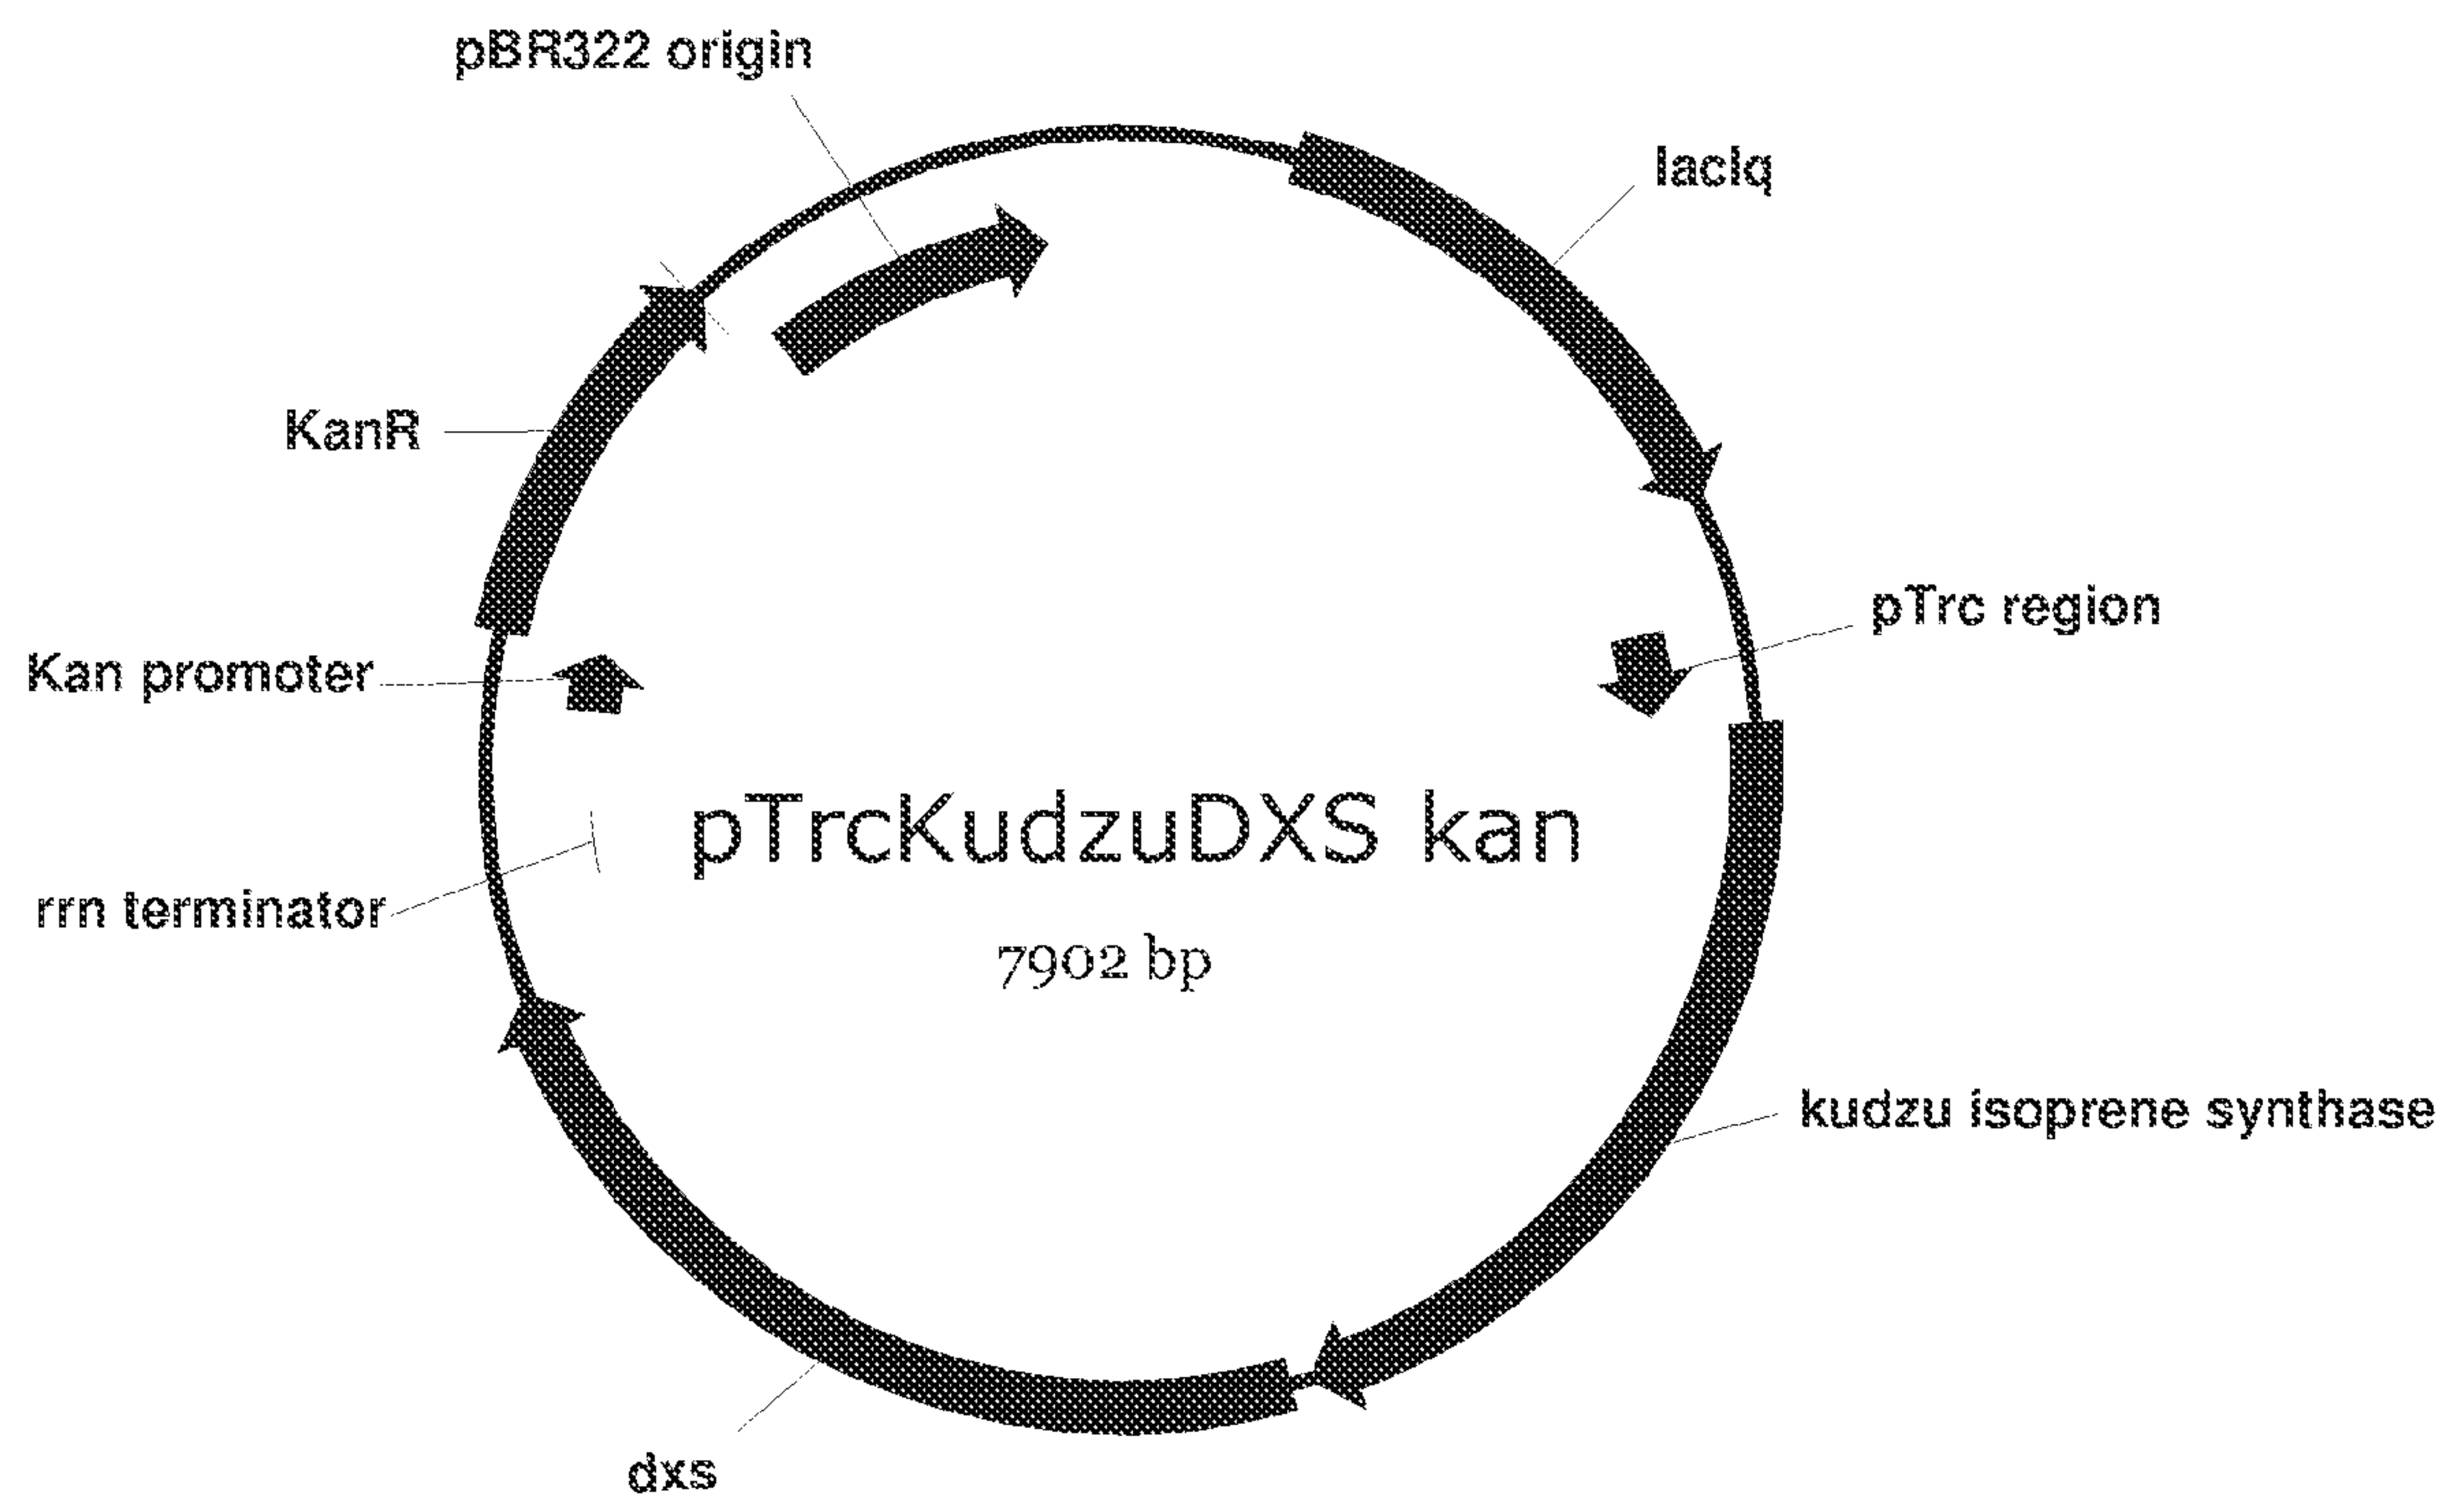 pBR322 origin
lacIq
KanR
pTrc region
Kan promoter
pTrcKudzuDXS kan
rrn terminator
7902 bp
kudzu isoprene synthase
dxs